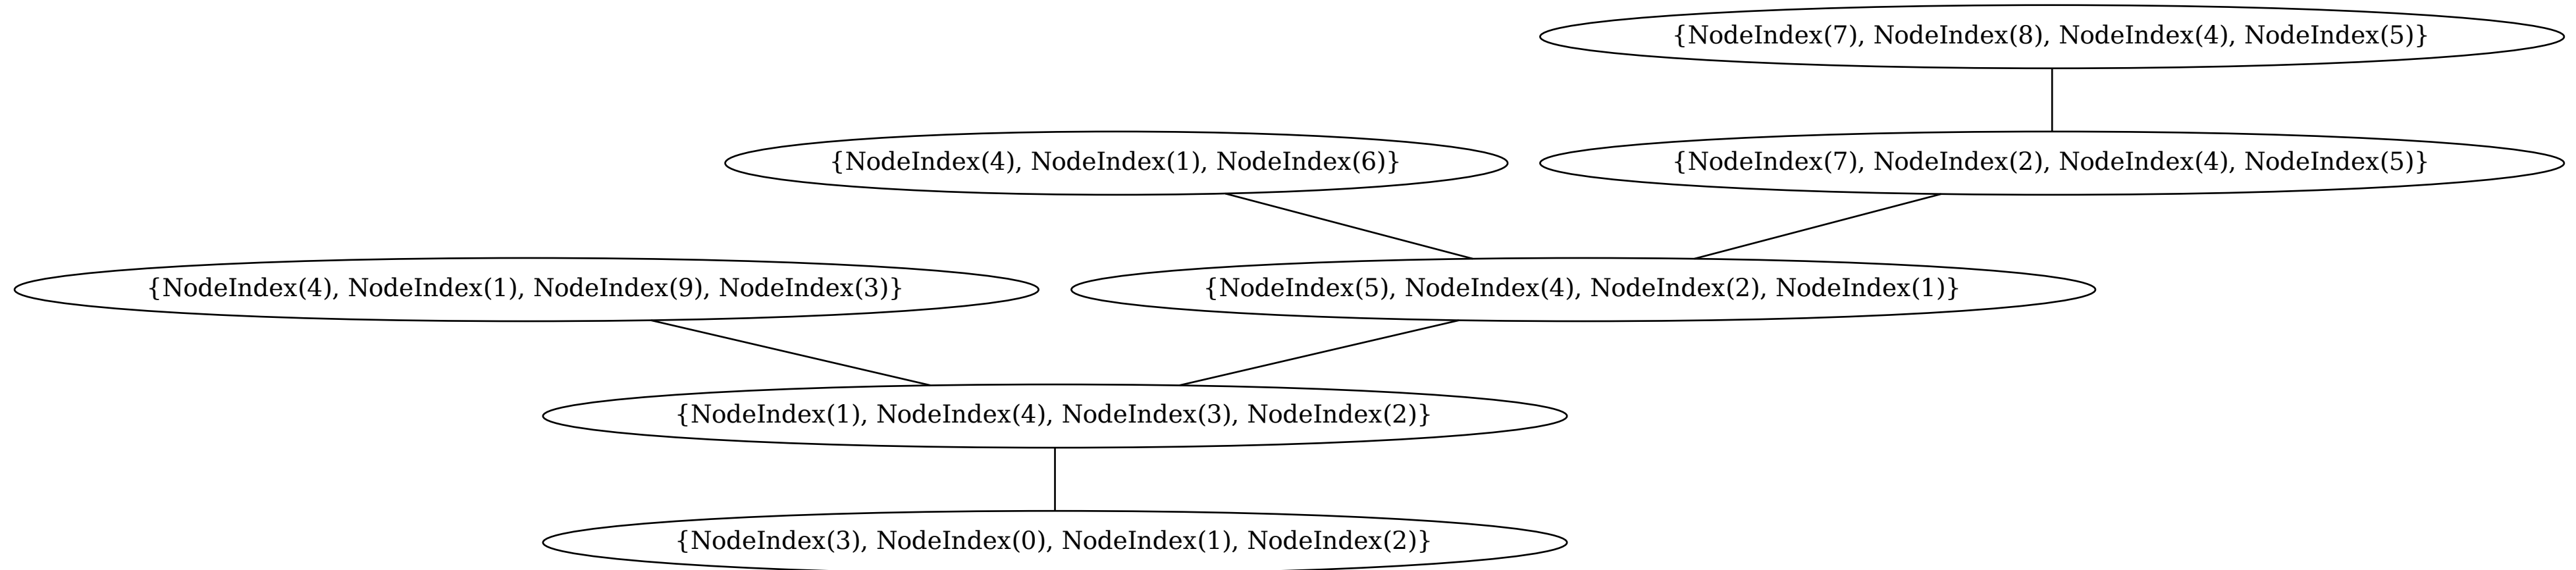 {NodeIndex(7), NodeIndex(8), NodeIndex(4), NodeIndex(5)}
{NodeIndex(4), NodeIndex(1), NodeIndex(6)}
{NodeIndex(7), NodeIndex(2), NodeIndex(4), NodeIndex(5)}
{NodeIndex(4), NodeIndex(1), NodeIndex(9), NodeIndex(3)}
{NodeIndex(5), NodeIndex(4), NodeIndex(2), NodeIndex(1)}
{NodeIndex(1), NodeIndex(4), NodeIndex(3), NodeIndex(2)}
{NodeIndex(3), NodeIndex(0), NodeIndex(1), NodeIndex(2)}